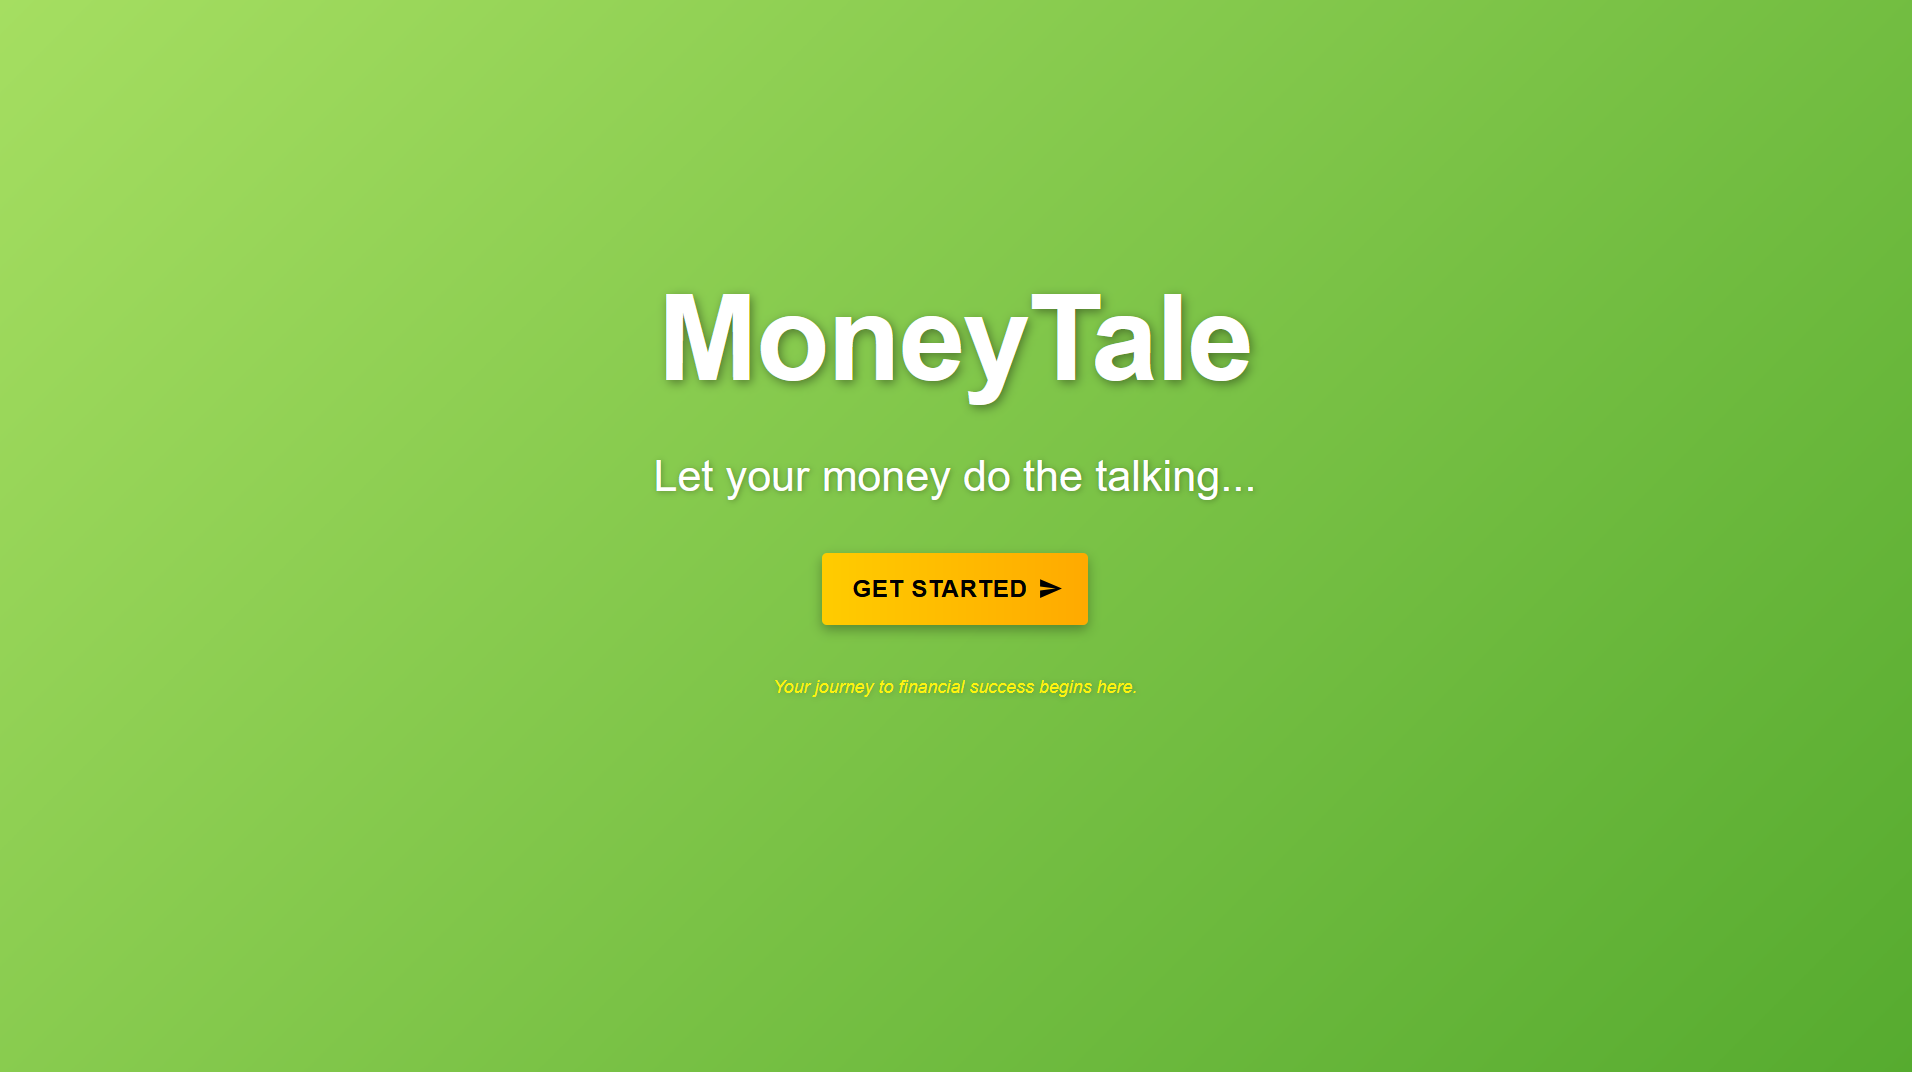 MoneyTale
Let your money do the talking...
GET STARTED
Your journey to financial success begins here.